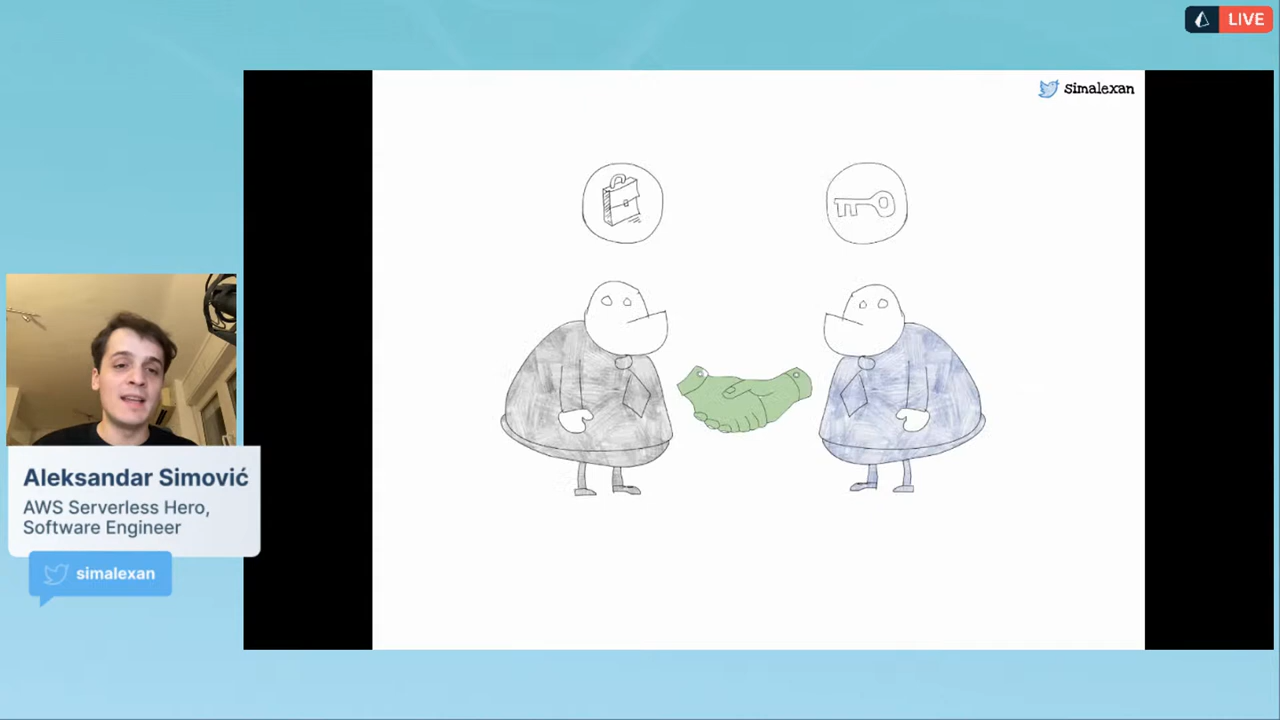 LIVE
simalexan
Aleksandar Simović
AWS Serverless Hero,
Software Engineer
simalexan